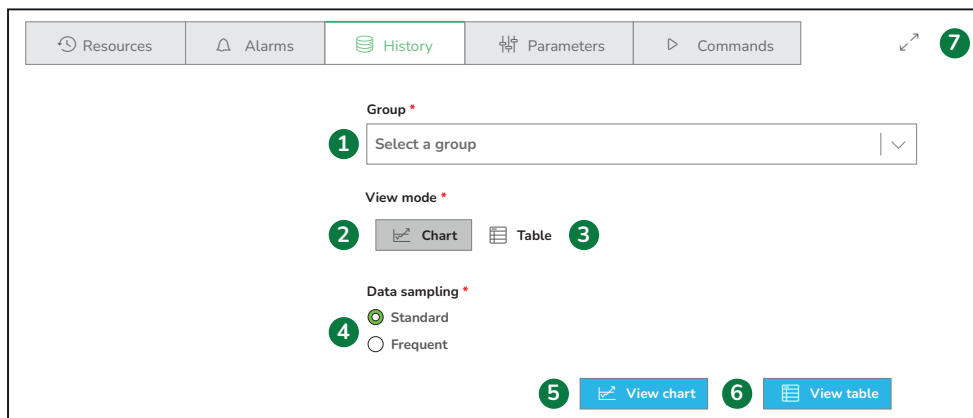 Resources Alarms History Parameters Commands 7
Group *
1 Select a group
View mode *
2 Chart Table 3
Data sampling *
4 Standard
Frequent
5 View chart 6 View table